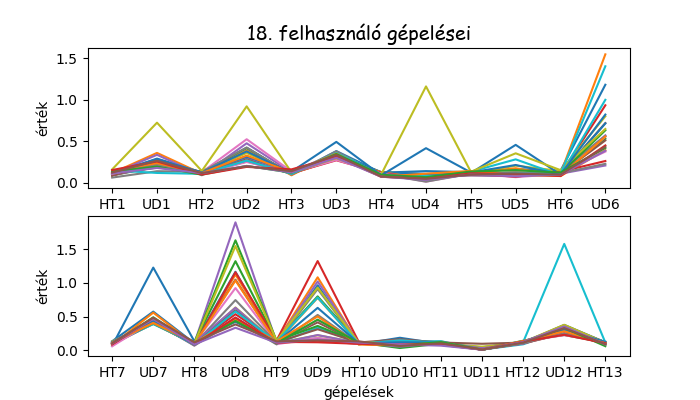 18. felhasználó gépelései
1.5
1.0
0.5
0.0
érték
HT1 UD1 HT2 UD2 HT3 UD3 HT4 UD4 HT5 UD5 HT6 UD6
1.5
1.0
0.5
0.0
érték
HT7 UD7 HT8 UD8 HT9 UD9 HT10 UD10 HT11 UD11 HT12 UD12 HT13
gépelések